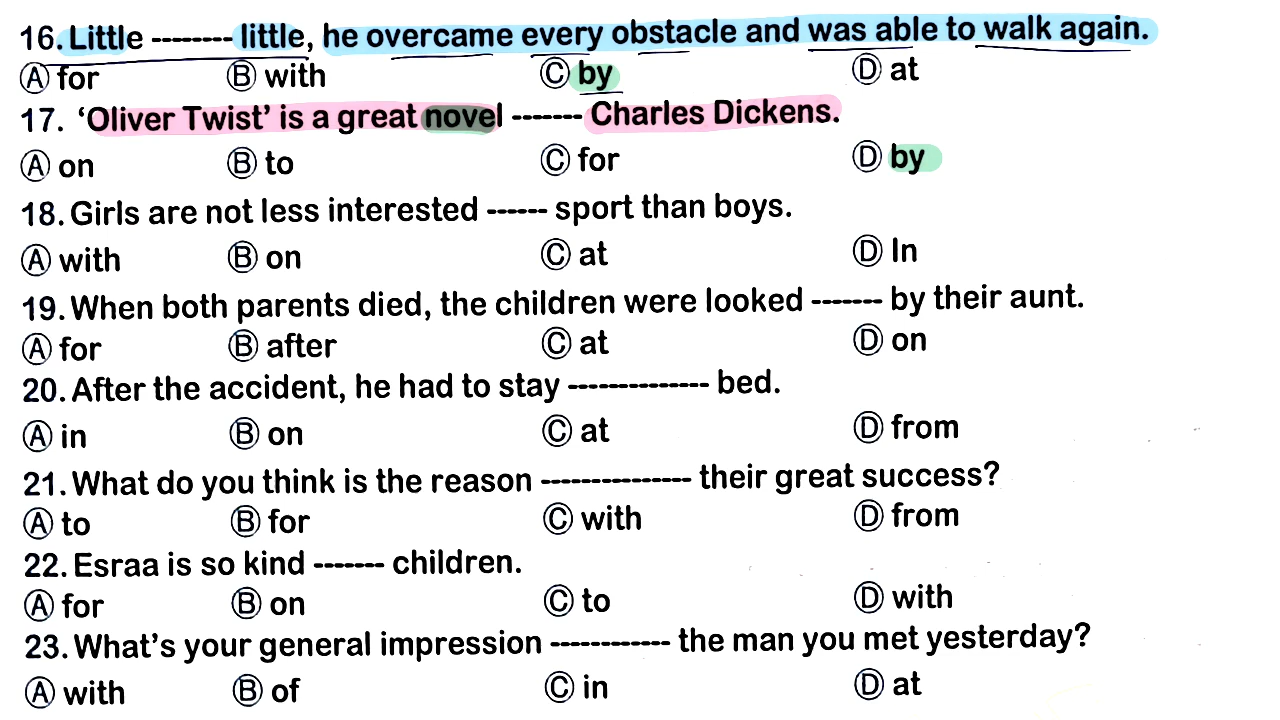 16. Little -------- little, he overcame every obstacle and was able to walk again.
Ⓐ for Ⓑ with Ⓒ by Ⓓ at
17. ‘Oliver Twist’ is a great novel ------- Charles Dickens.
Ⓐ on Ⓑ to Ⓒ for Ⓓ by
18. Girls are not less interested ------ sport than boys.
Ⓐ with Ⓑ on Ⓒ at Ⓓ In
19. When both parents died, the children were looked ------- by their aunt.
Ⓐ for Ⓑ after Ⓒ at Ⓓ on
20. After the accident, he had to stay -------------- bed.
Ⓐ in Ⓑ on Ⓒ at Ⓓ from
21. What do you think is the reason --------------- their great success?
Ⓐ to Ⓑ for Ⓒ with Ⓓ from
22. Esraa is so kind ------- children.
Ⓐ for Ⓑ on Ⓒ to Ⓓ with
23. What’s your general impression ------------ the man you met yesterday?
Ⓐ with Ⓑ of Ⓒ in Ⓓ at